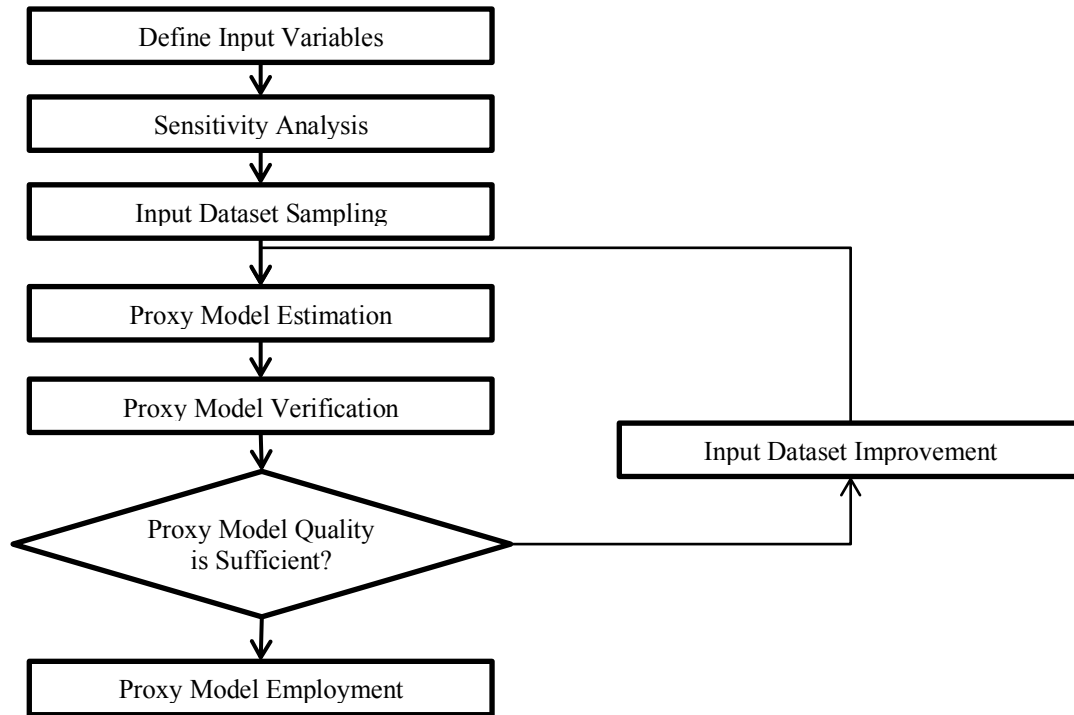 Define Input Variables
Sensitivity Analysis
Input Dataset Sampling
Proxy Model Estimation
Proxy Model Verification
Input Dataset Improvement
Proxy Model Quality
is Sufficient?
Proxy Model Employment